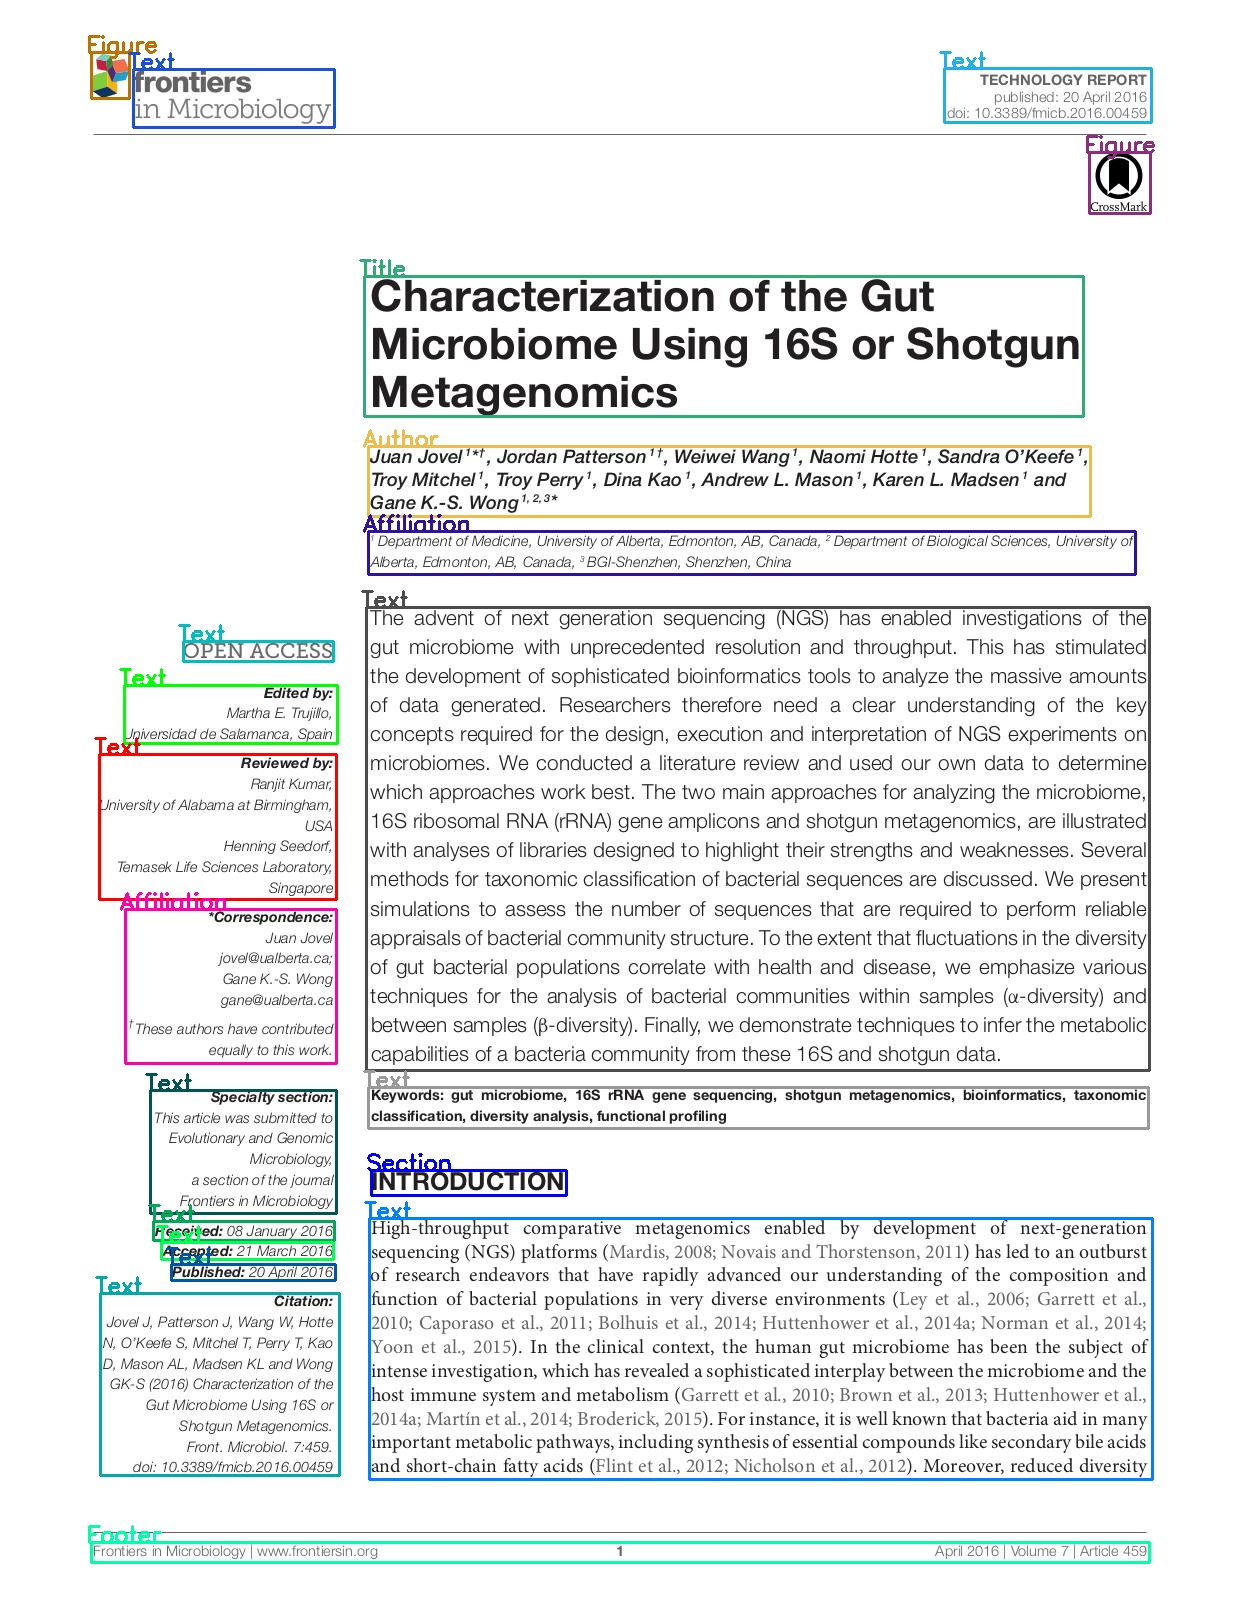 Figure
Text
frontiers
in Microbiology
Text
TECHNOLOGY REPORT
published: 20 April 2016
doi: 10.3389/fmicb.2016.00459
Figure
CrossMark
Title
Characterization of the Gut
Microbiome Using 16S or Shotgun
Metagenomics
Author
Juan Jovel 1*†, Jordan Patterson 1†, Weiwei Wang 1, Naomi Hotte 1, Sandra O'Keefe 1,
Troy Mitchel 1, Troy Perry 1, Dina Kao 1, Andrew L. Mason 1, Karen L. Madsen 1 and
Gane K.-S. Wong 1, 2, 3*
Affiliation
1 Department of Medicine, University of Alberta, Edmonton, AB, Canada, 2 Department of Biological Sciences, University of
Alberta, Edmonton, AB, Canada, 3 BGI-Shenzhen, Shenzhen, China
Text
OPEN ACCESS
Text
Edited by:
Martha E. Trujillo,
Universidad de Salamanca, Spain
Text
Reviewed by:
Ranjit Kumar,
University of Alabama at Birmingham,
USA
Henning Seedorf,
Temasek Life Sciences Laboratory,
Singapore
Affiliation
*Correspondence:
Juan Jovel
jovel@ualberta.ca;
Gane K.-S. Wong
gane@ualberta.ca
† These authors have contributed
equally to this work.
Text
Specialty section:
This article was submitted to
Evolutionary and Genomic
Microbiology,
a section of the journal
Frontiers in Microbiology
Text
Received: 08 January 2016
Text
Accepted: 21 March 2016
Text
Published: 20 April 2016
Text
Citation:
Jovel J, Patterson J, Wang W, Hotte
N, O'Keefe S, Mitchel T, Perry T, Kao
D, Mason AL, Madsen KL and Wong
GK-S (2016) Characterization of the
Gut Microbiome Using 16S or
Shotgun Metagenomics.
Front. Microbiol. 7:459.
doi: 10.3389/fmicb.2016.00459
Text
The advent of next generation sequencing (NGS) has enabled investigations of the
gut microbiome with unprecedented resolution and throughput. This has stimulated
the development of sophisticated bioinformatics tools to analyze the massive amounts
of data generated. Researchers therefore need a clear understanding of the key
concepts required for the design, execution and interpretation of NGS experiments on
microbiomes. We conducted a literature review and used our own data to determine
which approaches work best. The two main approaches for analyzing the microbiome,
16S ribosomal RNA (rRNA) gene amplicons and shotgun metagenomics, are illustrated
with analyses of libraries designed to highlight their strengths and weaknesses. Several
methods for taxonomic classification of bacterial sequences are discussed. We present
simulations to assess the number of sequences that are required to perform reliable
appraisals of bacterial community structure. To the extent that fluctuations in the diversity
of gut bacterial populations correlate with health and disease, we emphasize various
techniques for the analysis of bacterial communities within samples (α-diversity) and
between samples (β-diversity). Finally, we demonstrate techniques to infer the metabolic
capabilities of a bacteria community from these 16S and shotgun data.
Text
Keywords: gut microbiome, 16S rRNA gene sequencing, shotgun metagenomics, bioinformatics, taxonomic
classification, diversity analysis, functional profiling
Section
INTRODUCTION
Text
High-throughput comparative metagenomics enabled by development of next-generation
sequencing (NGS) platforms (Mardis, 2008; Novais and Thorstenson, 2011) has led to an outburst
of research endeavors that have rapidly advanced our understanding of the composition and
function of bacterial populations in very diverse environments (Ley et al., 2006; Garrett et al.,
2010; Caporaso et al., 2011; Bolhuis et al., 2014; Huttenhower et al., 2014a; Norman et al., 2014;
Yoon et al., 2015). In the clinical context, the human gut microbiome has been the subject of
intense investigation, which has revealed a sophisticated interplay between the microbiome and the
host immune system and metabolism (Garrett et al., 2010; Brown et al., 2013; Huttenhower et al.,
2014a; Martín et al., 2014; Broderick, 2015). For instance, it is well known that bacteria aid in many
important metabolic pathways, including synthesis of essential compounds like secondary bile acids
and short-chain fatty acids (Flint et al., 2012; Nicholson et al., 2012). Moreover, reduced diversity
Footer
Frontiers in Microbiology | www.frontiersin.org 1 April 2016 | Volume 7 | Article 459